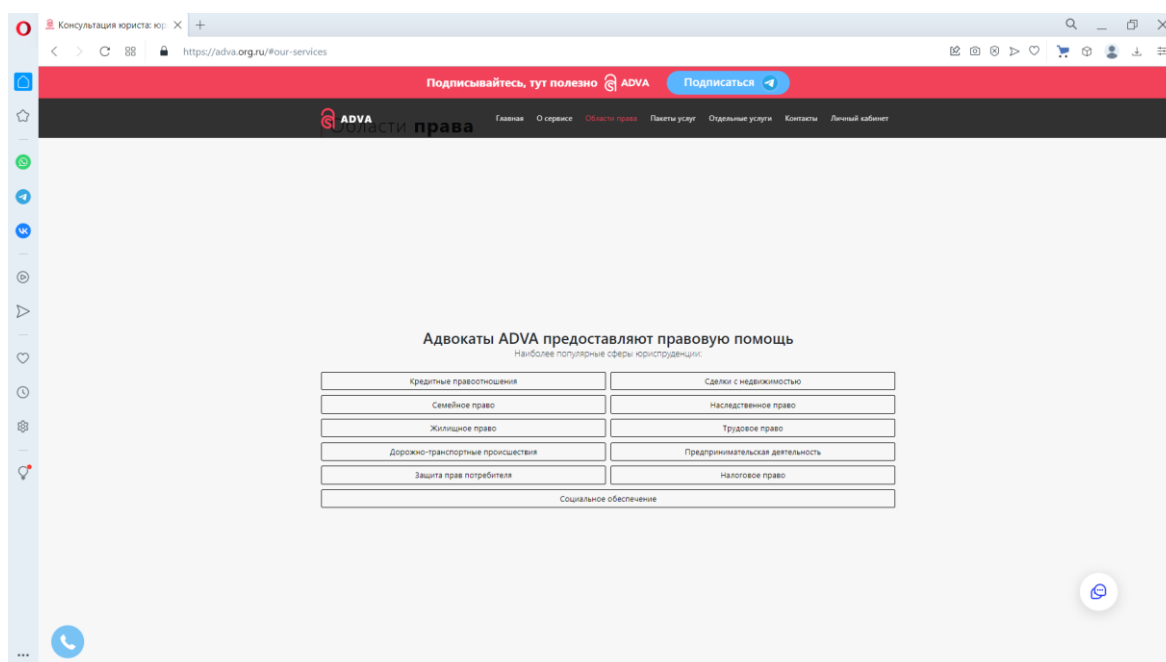 Консультация юриста: юр
https://adva.org.ru/#our-services
Подписывайтесь, тут полезно ADVA Подписаться
ADVA
Области права
Главная О сервисе Области права Пакеты услуг Отдельные услуги Контакты Личный кабинет
Адвокаты ADVA предоставляют правовую помощь
Наиболее популярные сферы юриспруденции:
Кредитные правоотношения Сделки с недвижимостью
Семейное право Наследственное право
Жилищное право Трудовое право
Дорожно-транспортные происшествия Предпринимательская деятельность
Защита прав потребителя Налоговое право
Социальное обеспечение